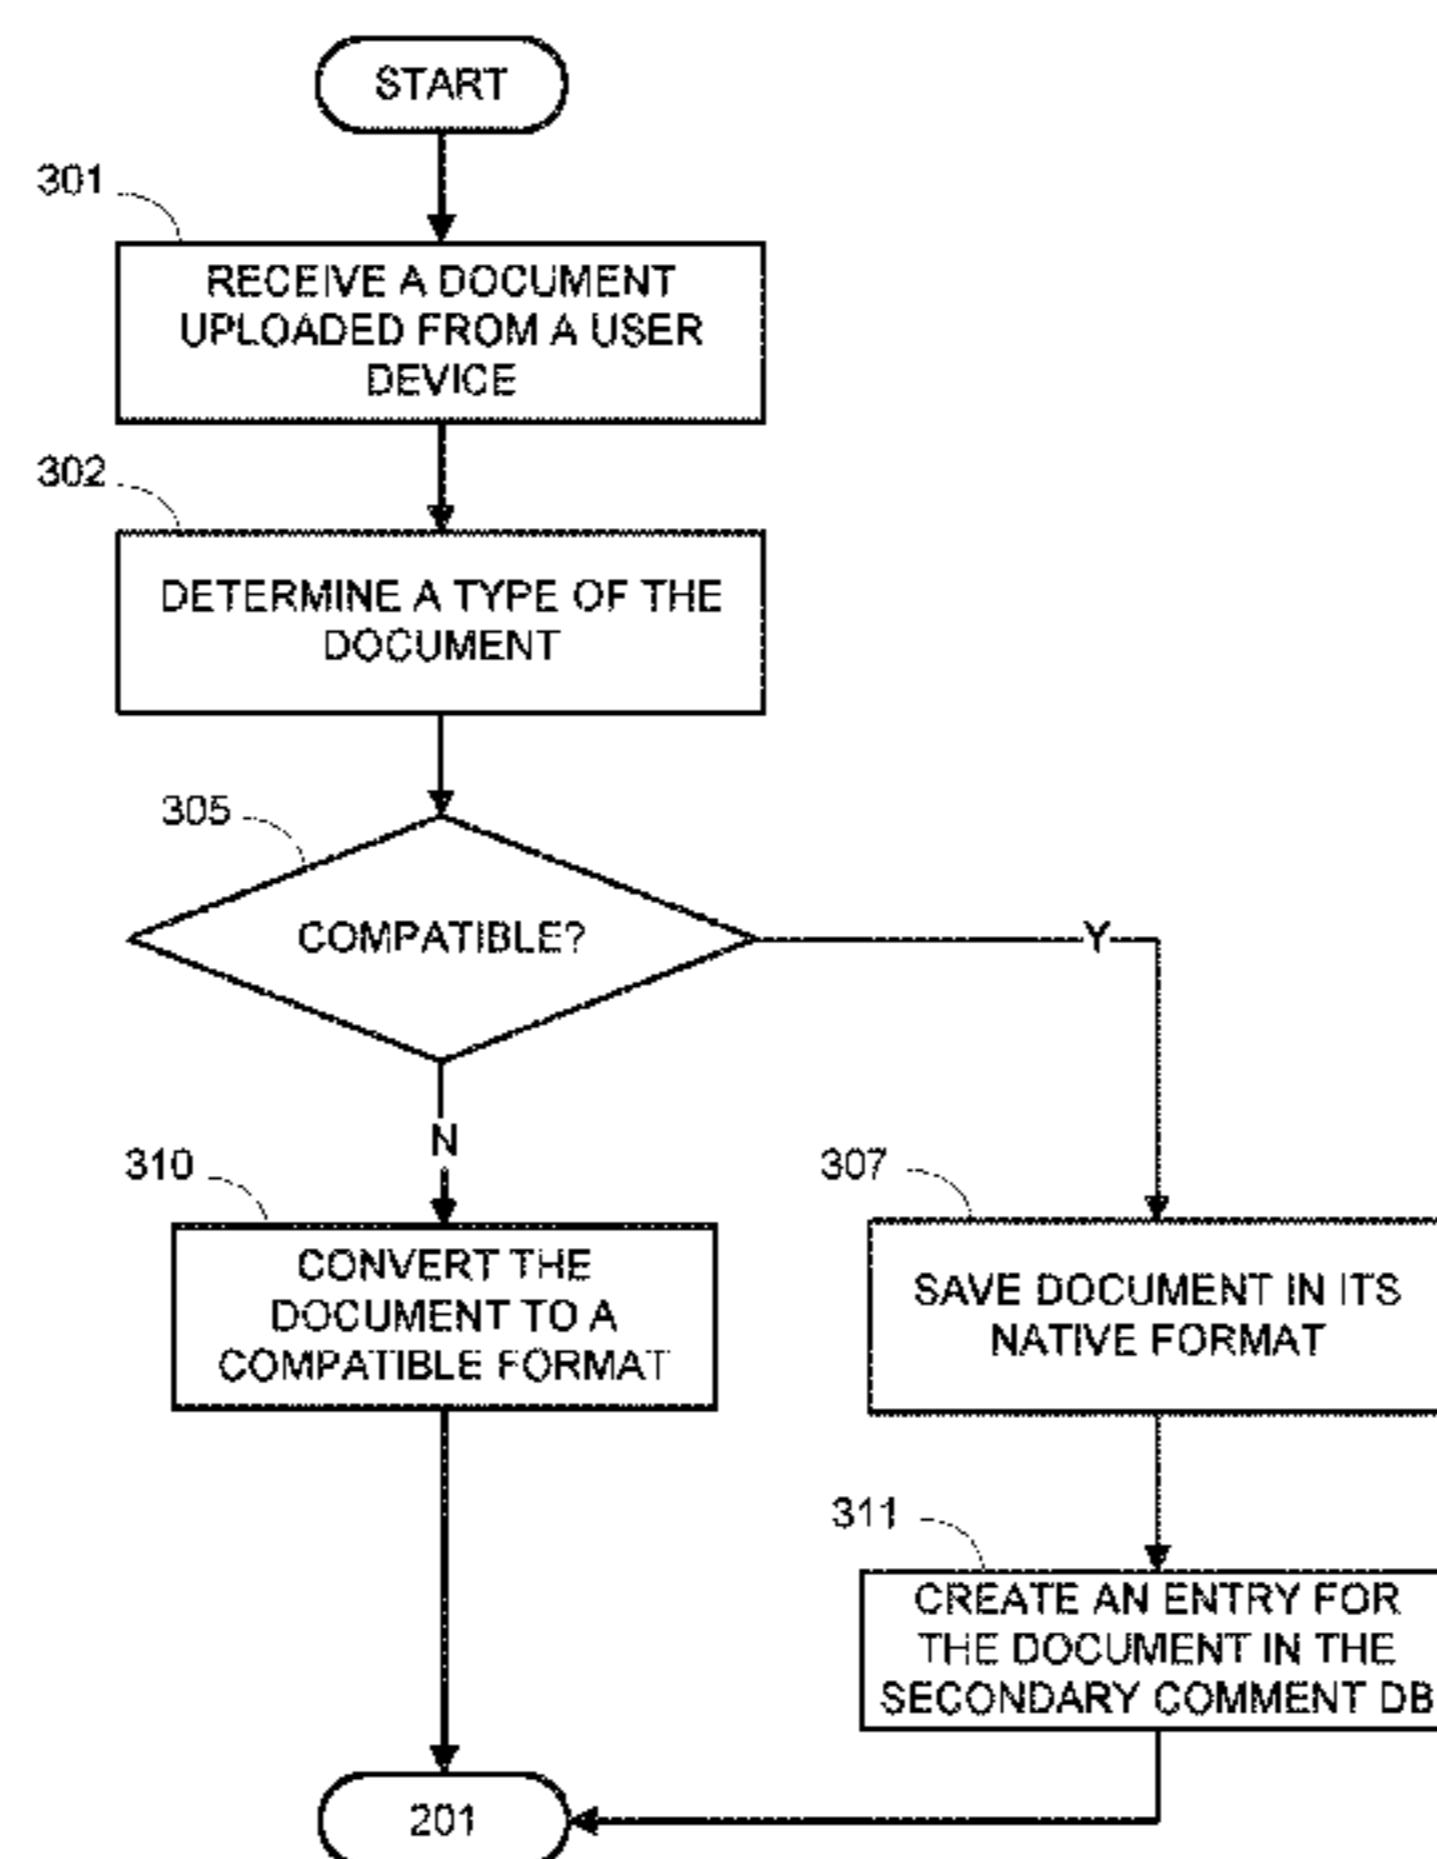 START
301
RECEIVE A DOCUMENT
UPLOADED FROM A USER
DEVICE
302
DETERMINE A TYPE OF THE
DOCUMENT
305
COMPATIBLE?
Y
N
310
CONVERT THE
DOCUMENT TO A
COMPATIBLE FORMAT
307
SAVE DOCUMENT IN ITS
NATIVE FORMAT
311
CREATE AN ENTRY FOR
THE DOCUMENT IN THE
SECONDARY COMMENT DB
201